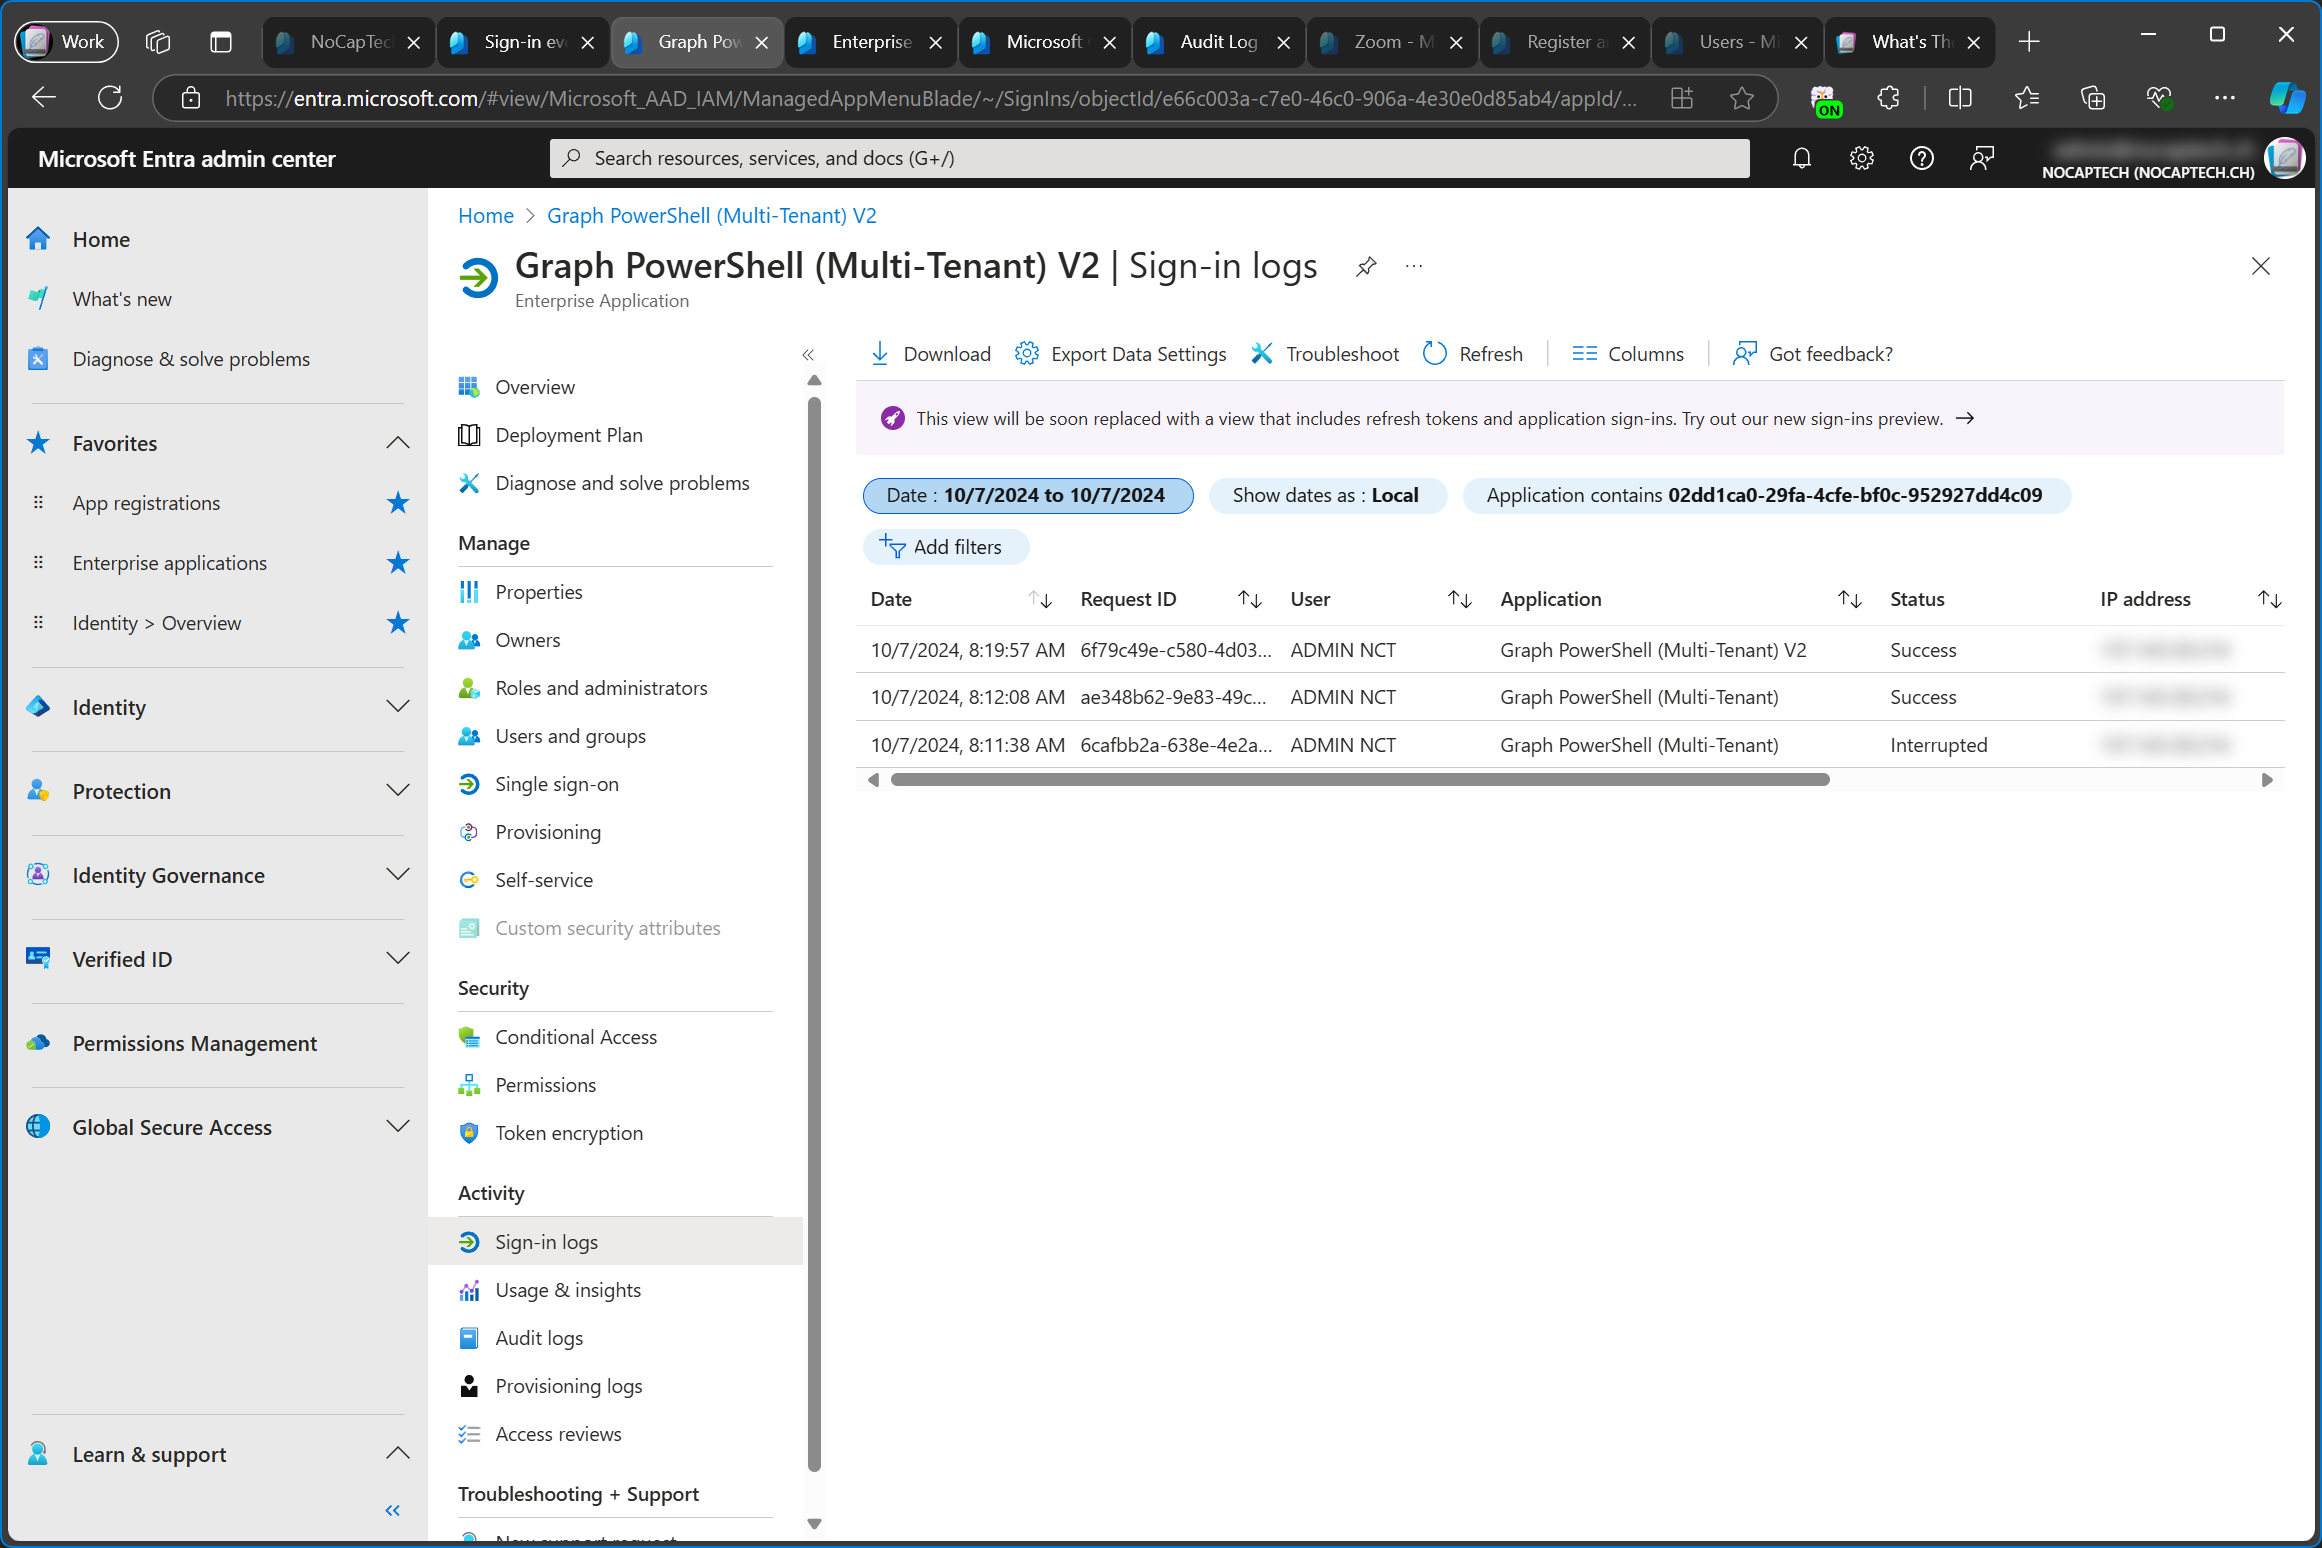 Work
NoCapTec
Sign-in eve
Graph Pow
Enterprise
Microsoft
Audit Log
Zoom - M
Register a
Users - Mi
What's Th
https://entra.microsoft.com/#view/Microsoft_AAD_IAM/ManagedAppMenuBlade/~/SignIns/objectId/e66c003a-c7e0-46c0-906a-4e30e0d85ab4/appId/...
ON
Microsoft Entra admin center
Search resources, services, and docs (G+/)
NOCAPTECH (NOCAPTECH.CH)
Home
What's new
Diagnose & solve problems
Favorites
App registrations
Enterprise applications
Identity > Overview
Identity
Protection
Identity Governance
Verified ID
Permissions Management
Global Secure Access
Learn & support
Home > Graph PowerShell (Multi-Tenant) V2
Graph PowerShell (Multi-Tenant) V2 | Sign-in logs
Enterprise Application
Overview
Deployment Plan
Diagnose and solve problems
Manage
Properties
Owners
Roles and administrators
Users and groups
Single sign-on
Provisioning
Self-service
Custom security attributes
Security
Conditional Access
Permissions
Token encryption
Activity
Sign-in logs
Usage & insights
Audit logs
Provisioning logs
Access reviews
Troubleshooting + Support
New support request
Download
Export Data Settings
Troubleshoot
Refresh
Columns
Got feedback?
This view will be soon replaced with a view that includes refresh tokens and application sign-ins. Try out our new sign-ins preview. →
Date : 10/7/2024 to 10/7/2024
Show dates as : Local
Application contains 02dd1ca0-29fa-4cfe-bf0c-952927dd4c09
Add filters
Date Request ID User Application Status IP address
10/7/2024, 8:19:57 AM 6f79c49e-c580-4d03... ADMIN NCT Graph PowerShell (Multi-Tenant) V2 Success
10/7/2024, 8:12:08 AM ae348b62-9e83-49c... ADMIN NCT Graph PowerShell (Multi-Tenant) Success
10/7/2024, 8:11:38 AM 6cafbb2a-638e-4e2a... ADMIN NCT Graph PowerShell (Multi-Tenant) Interrupted